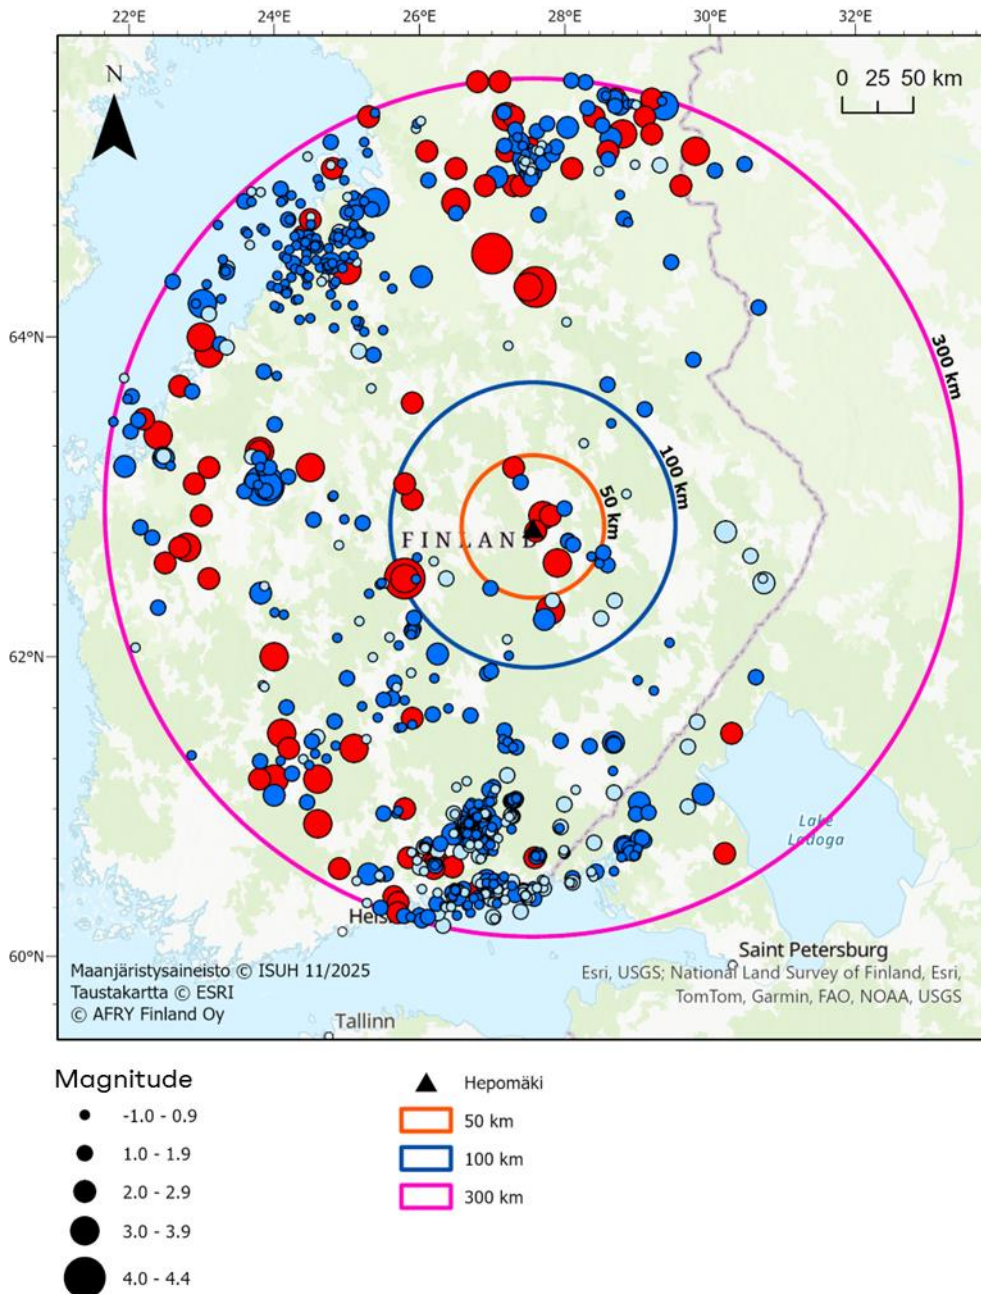 22°E 24°E 26°E 28°E 30°E 32°E
N
0 25 50 km
64°N
300 km
100 km
50 km
FINLAND
62°N
Lake
Ladoga
Hels
60°N
Saint Petersburg
Maanjäristysaineisto © ISUH 11/2025
Taustakartta © ESRI
© AFRY Finland Oy
Esri, USGS; National Land Survey of Finland, Esri,
TomTom, Garmin, FAO, NOAA, USGS
Tallinn
Magnitude
-1.0 - 0.9
1.0 - 1.9
2.0 - 2.9
3.0 - 3.9
4.0 - 4.4
Hepomäki
50 km
100 km
300 km